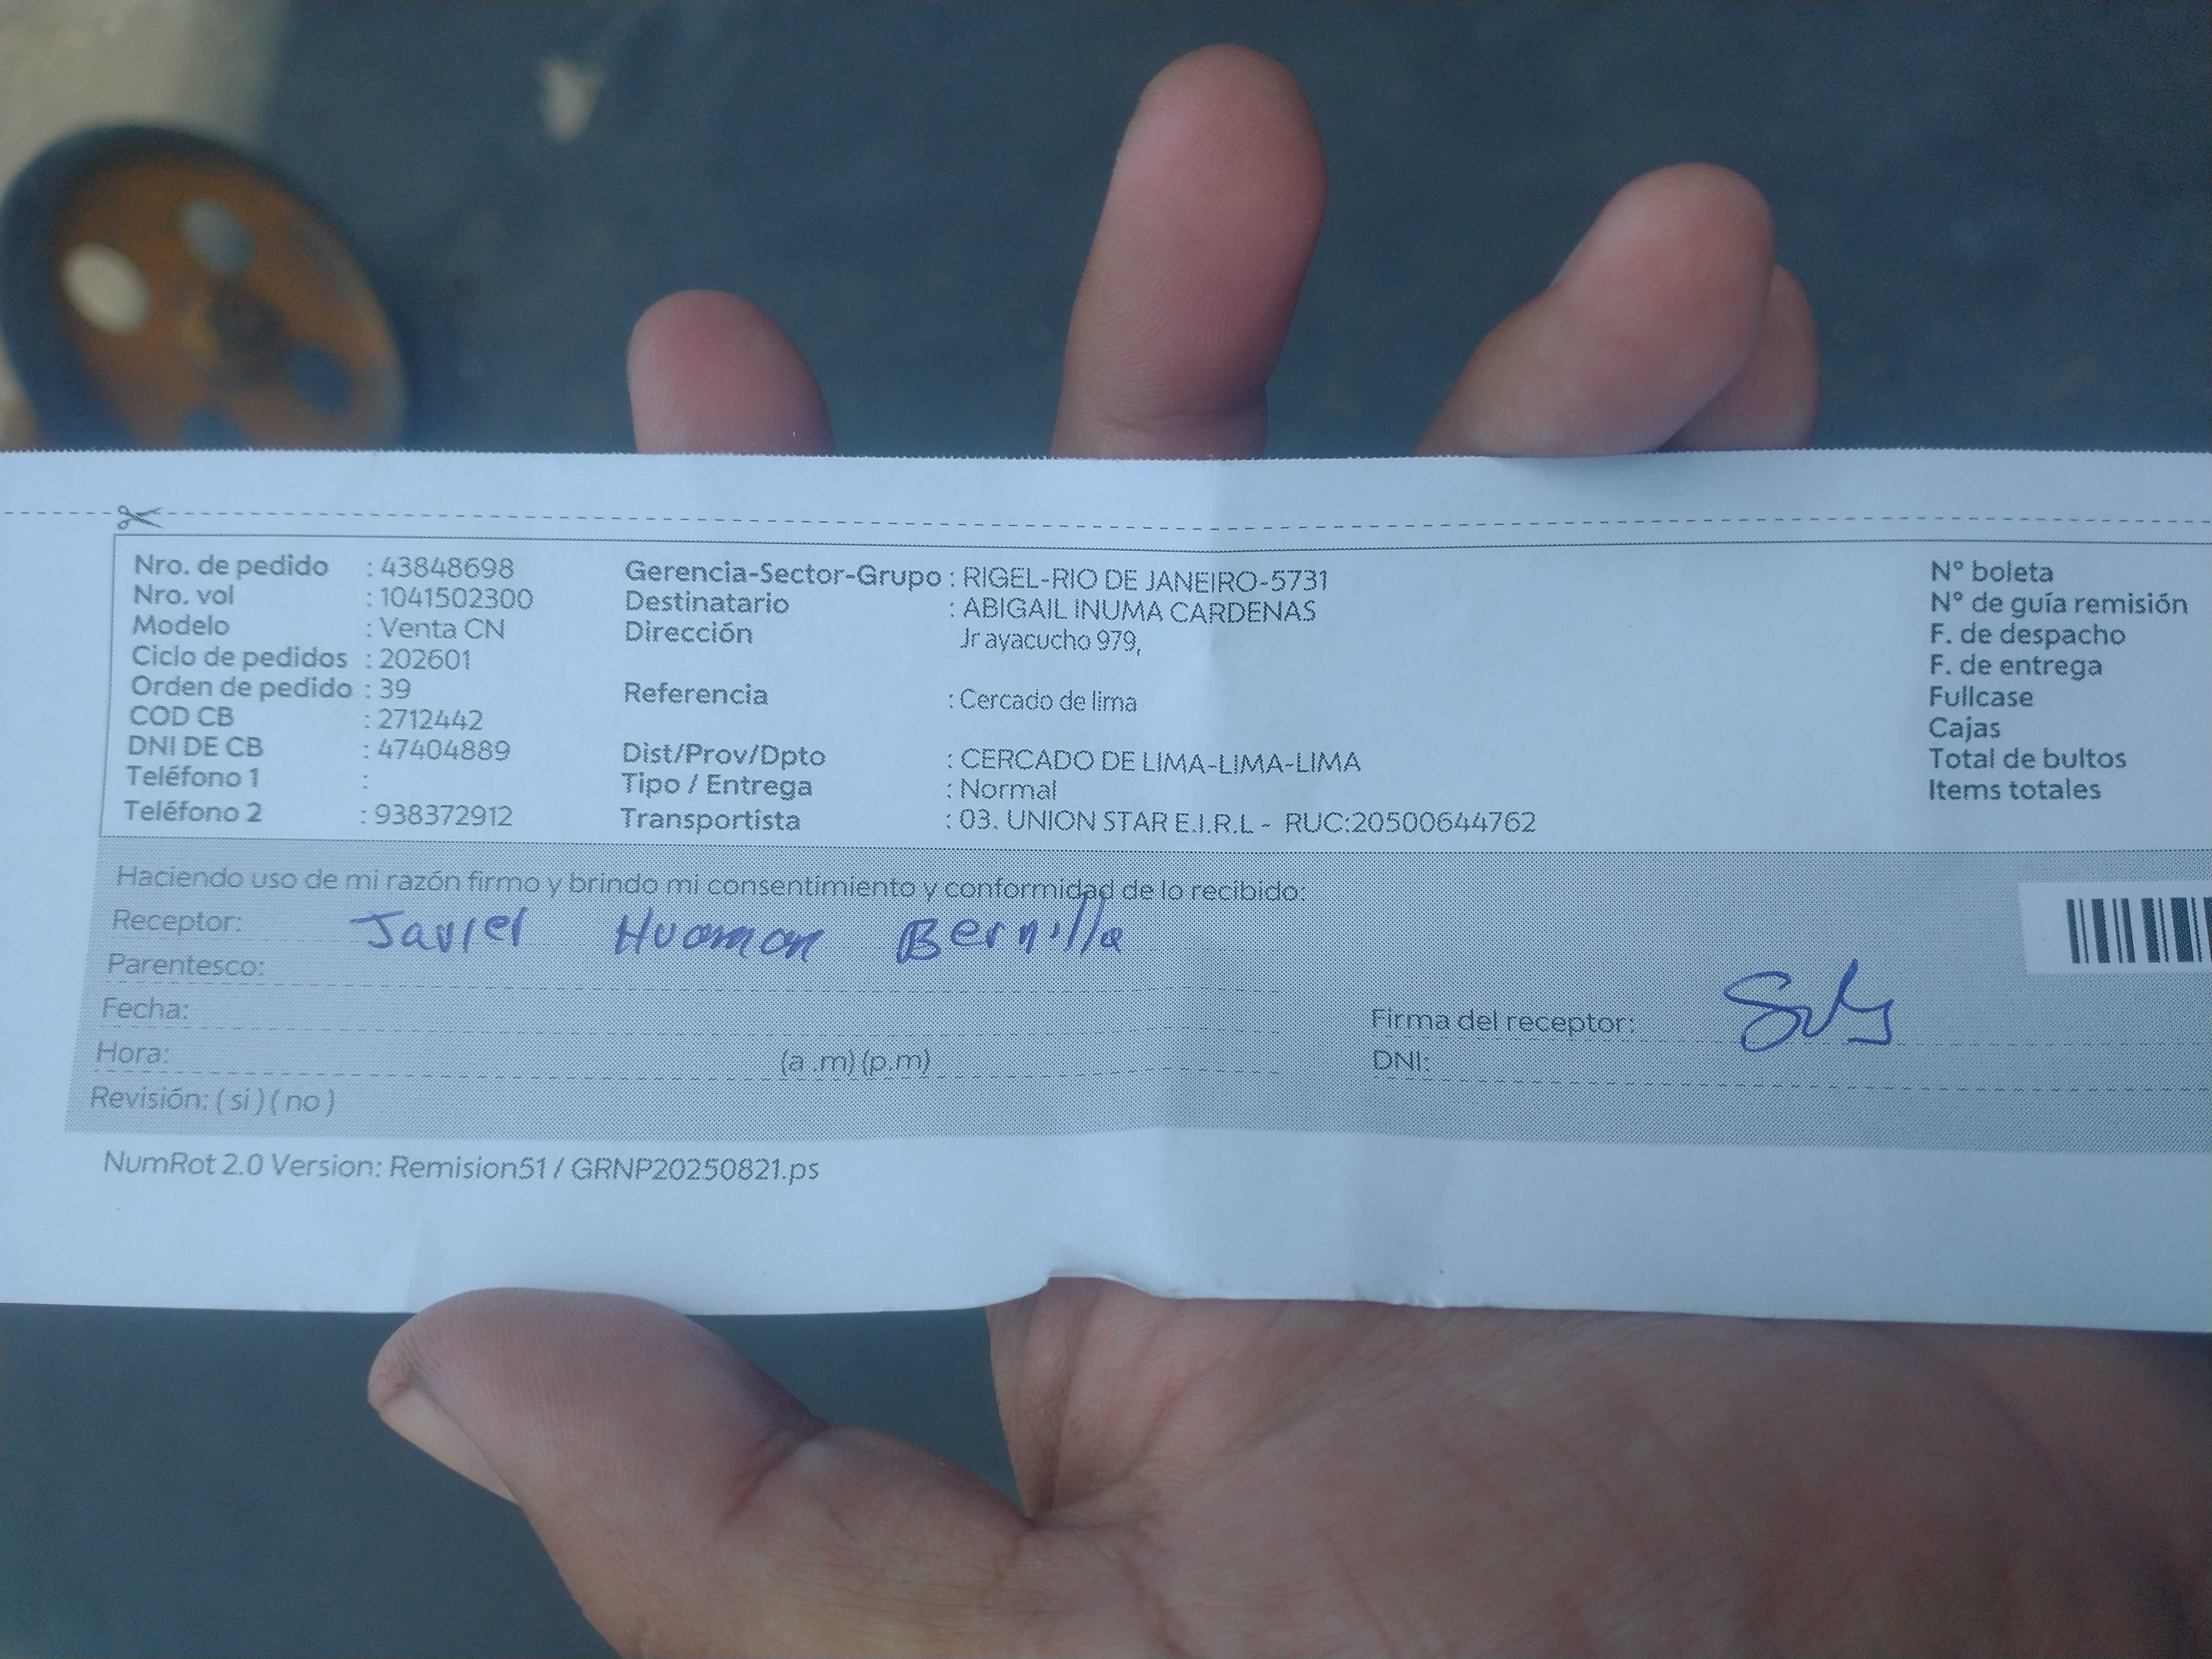 Nro. de pedido : 43848698
Nro. vol : 1041502300
Modelo : Venta CN
Ciclo de pedidos : 202601
Orden de pedido : 39
COD CB : 2712442
DNI DE CB : 47404889
Teléfono 1 :
Teléfono 2 : 938372912
Gerencia-Sector-Grupo : RIGEL-RIO DE JANEIRO-5731
Destinatario : ABIGAIL INUMA CARDENAS
Dirección Jr ayacucho 979,
Referencia : Cercado de lima
Dist/Prov/Dpto : CERCADO DE LIMA-LIMA-LIMA
Tipo / Entrega : Normal
Transportista : 03. UNION STAR E.I.R.L - RUC:20500644762
N° boleta
N° de guía remisión
F. de despacho
F. de entrega
Fullcase
Cajas
Total de bultos
Items totales
Haciendo uso de mi razón firmo y brindo mi consentimiento y conformidad de lo recibido:
Receptor: Javier Huaman Bernilla
Parentesco:
Fecha:
Hora: (a .m) (p.m)
Revisión: ( si ) ( no )
Firma del receptor:
DNI:
NumRot 2.0 Version: Remision51 / GRNP20250821.ps